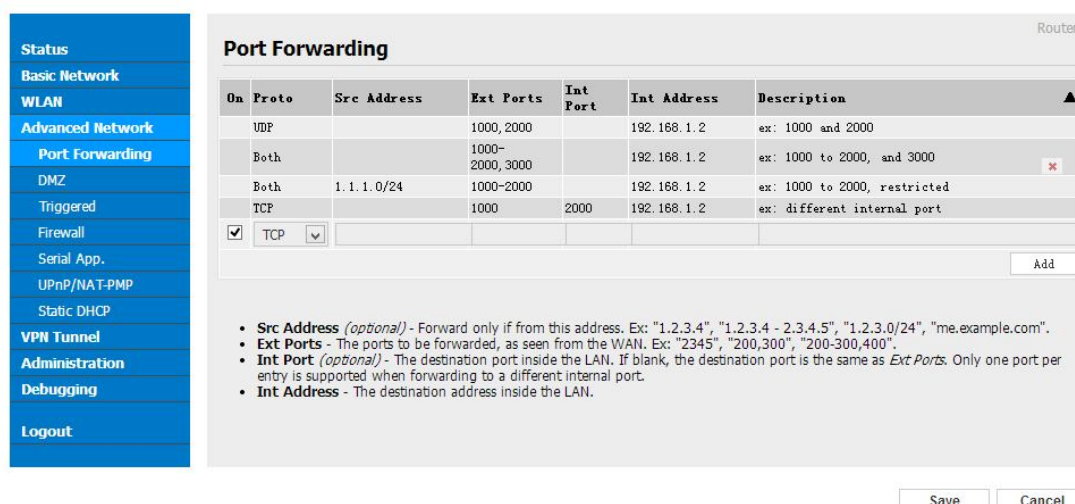 Router
Status
Basic Network
WLAN
Advanced Network
Port Forwarding
DMZ
Triggered
Firewall
Serial App.
UPnP/NAT-PMP
Static DHCP
VPN Tunnel
Administration
Debugging
Logout
Port Forwarding
On Proto Src Address Ext Ports Int Port Int Address Description
UDP 1000,2000 192.168.1.2 ex: 1000 and 2000
Both 1000-2000,3000 192.168.1.2 ex: 1000 to 2000, and 3000
Both 1.1.1.0/24 1000-2000 192.168.1.2 ex: 1000 to 2000, restricted
TCP 1000 2000 192.168.1.2 ex: different internal port
TCP
Add
• Src Address (optional) - Forward only if from this address. Ex: "1.2.3.4", "1.2.3.4 - 2.3.4.5", "1.2.3.0/24", "me.example.com".
• Ext Ports - The ports to be forwarded, as seen from the WAN. Ex: "2345", "200,300", "200-300,400".
• Int Port (optional) - The destination port inside the LAN. If blank, the destination port is the same as Ext Ports. Only one port per
entry is supported when forwarding to a different internal port.
• Int Address - The destination address inside the LAN.
Save Cancel